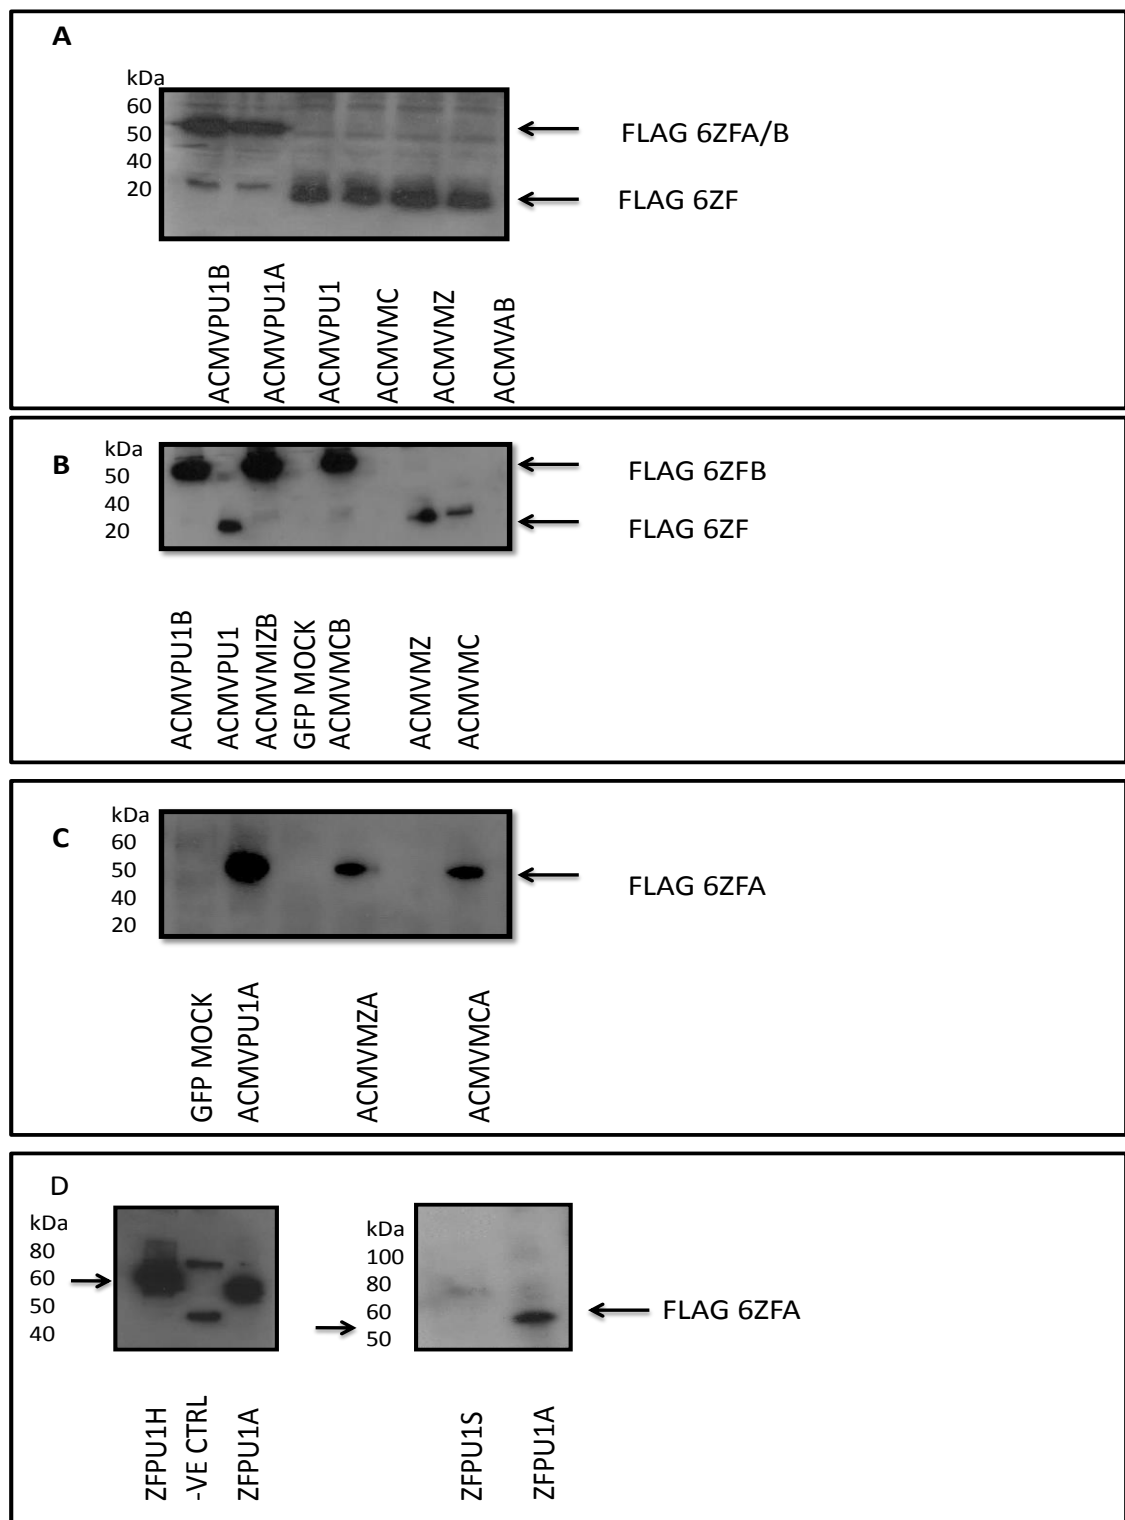 A
kDa
60
50
40
20
FLAG 6ZFA/B
FLAG 6ZF
ACMVPU1B
ACMVPU1A
ACMVPU1
ACMVMC
ACMVMZ
ACMVAB
B
kDa
50
40
20
FLAG 6ZFB
FLAG 6ZF
ACMVPU1B
ACMVPU1
ACMVMIZB
GFP MOCK
ACMVMCB
ACMVMZ
ACMVMC
C
kDa
60
50
40
20
FLAG 6ZFA
GFP MOCK
ACMVPU1A
ACMVMZA
ACMVMCA
D
kDa
80
60
50
40
kDa
100
80
60
50
FLAG 6ZFA
ZFPU1H
-VE CTRL
ZFPU1A
ZFPU1S
ZFPU1A